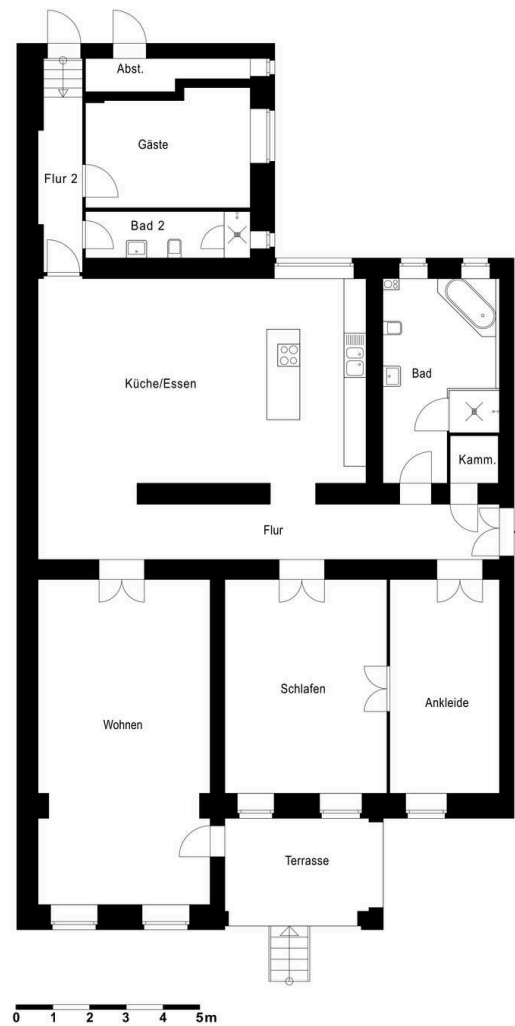 Abst.
Gäste
Flur 2
Bad 2
Küche/Essen
Bad
Kamm.
Flur
Schlafen
Ankleide
Wohnen
Terrasse
0 1 2 3 4 5m